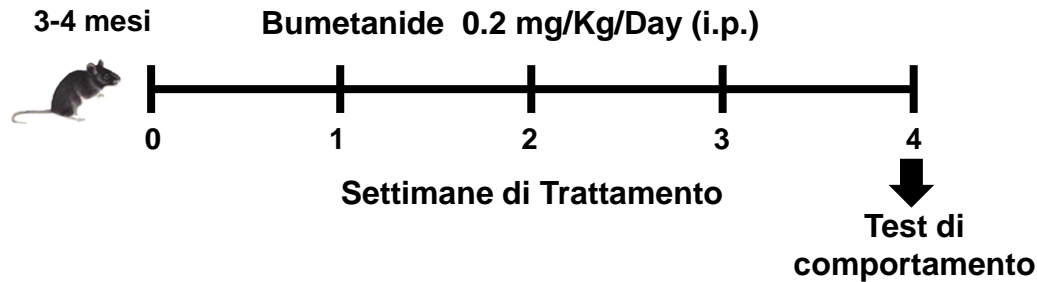 3-4 mesi
Bumetanide 0.2 mg/Kg/Day (i.p.)
0 1 2 3 4
Settimane di Trattamento
Test di
comportamento